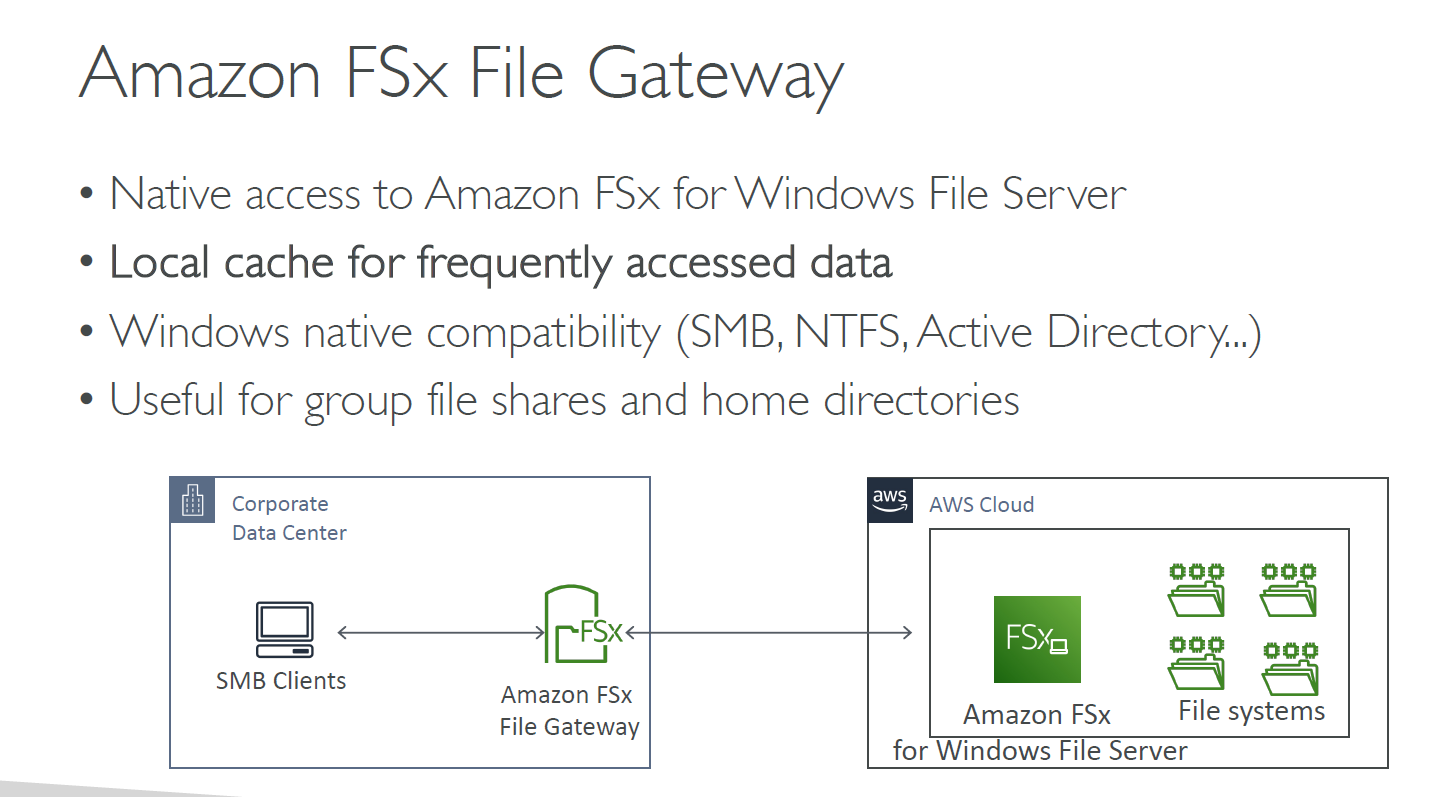 Amazon FSx File Gateway
• Native access to Amazon FSx for Windows File Server
• Local cache for frequently accessed data
• Windows native compatibility (SMB, NTFS, Active Directory...)
• Useful for group file shares and home directories
Corporate
Data Center
SMB Clients
FSx
Amazon FSx
File Gateway
aws
AWS Cloud
FSx
Amazon FSx
for Windows File Server
File systems